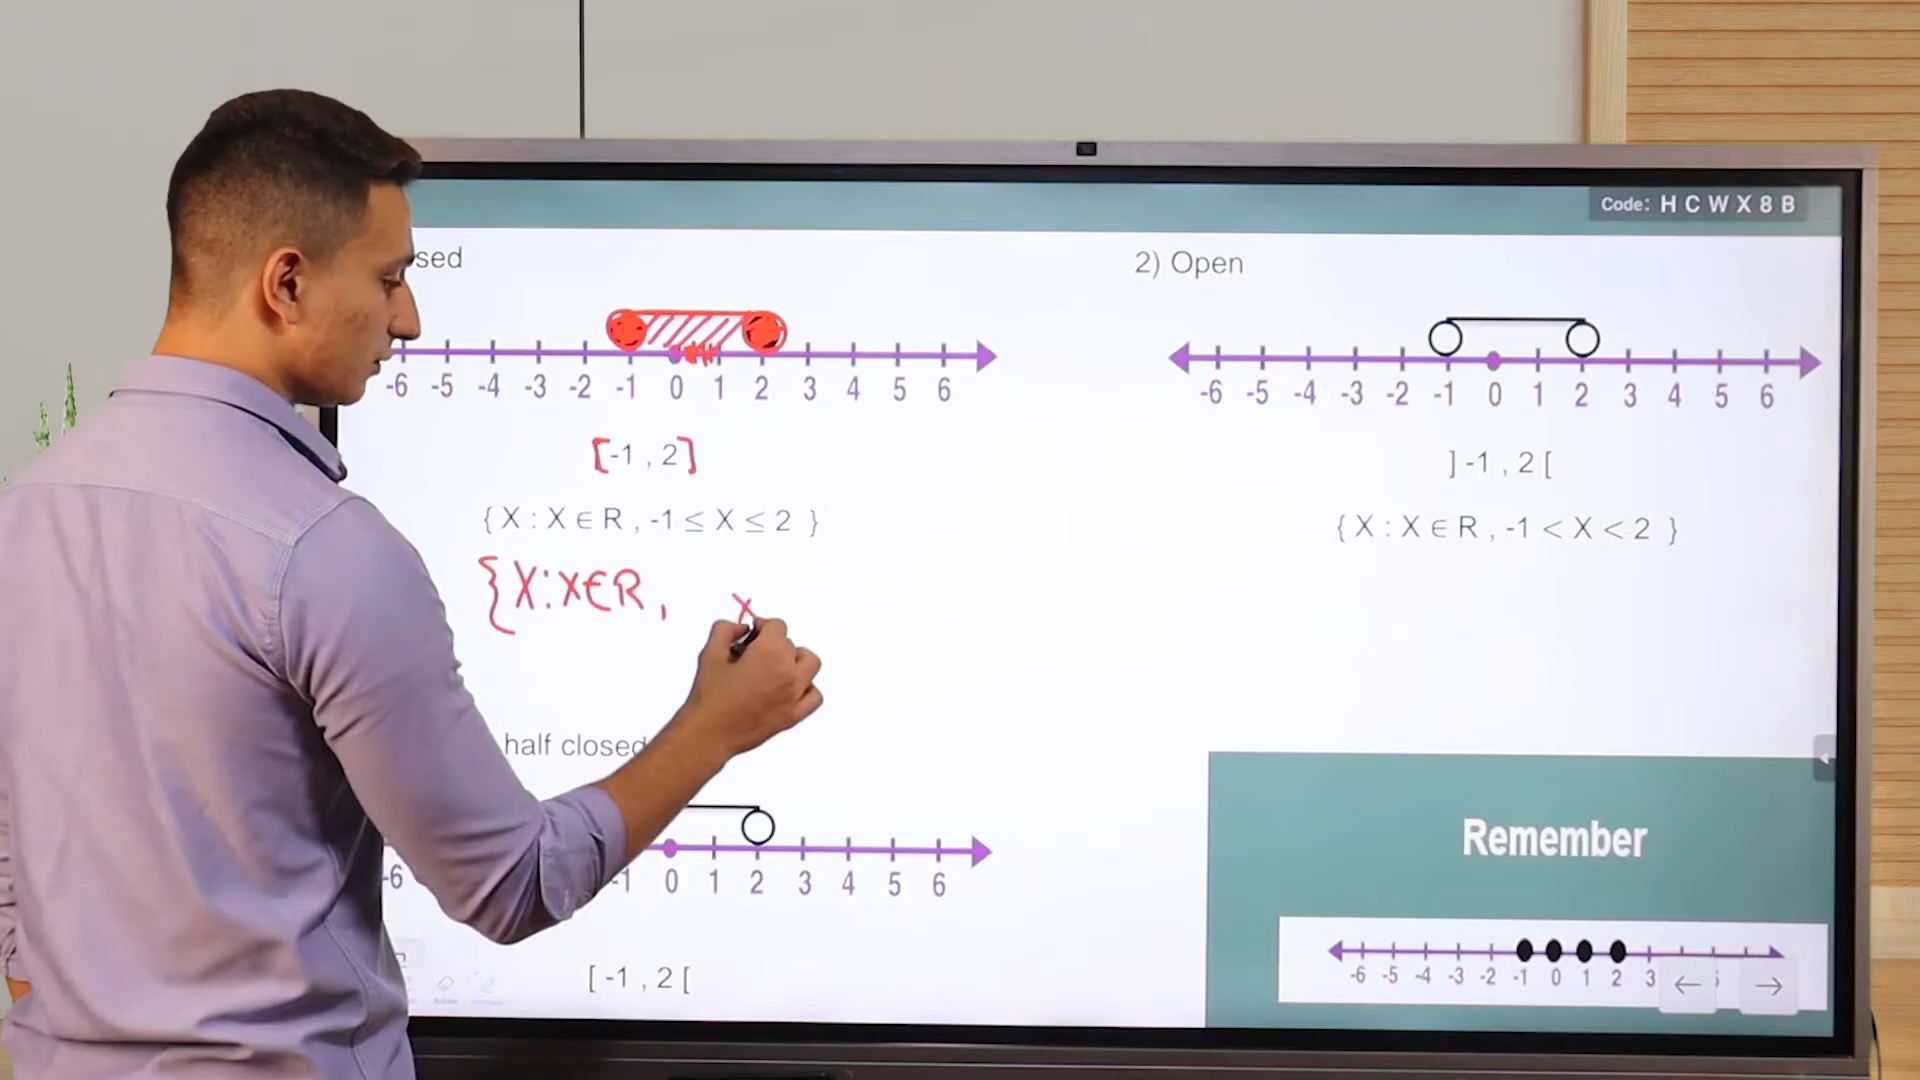 Code: H C W X 8 B
sed
2) Open
-6 -5 -4 -3 -2 -1 0 1 2 3 4 5 6
-6 -5 -4 -3 -2 -1 0 1 2 3 4 5 6
[-1 , 2]
] -1 , 2 [
{ X : X ∈ R , -1 ≤ X ≤ 2 }
{ X : X ∈ R , -1 < X < 2 }
{X:X∈R, X
half closed
-6 -1 0 1 2 3 4 5 6
[ -1 , 2 [
Remember
-6 -5 -4 -3 -2 -1 0 1 2 3